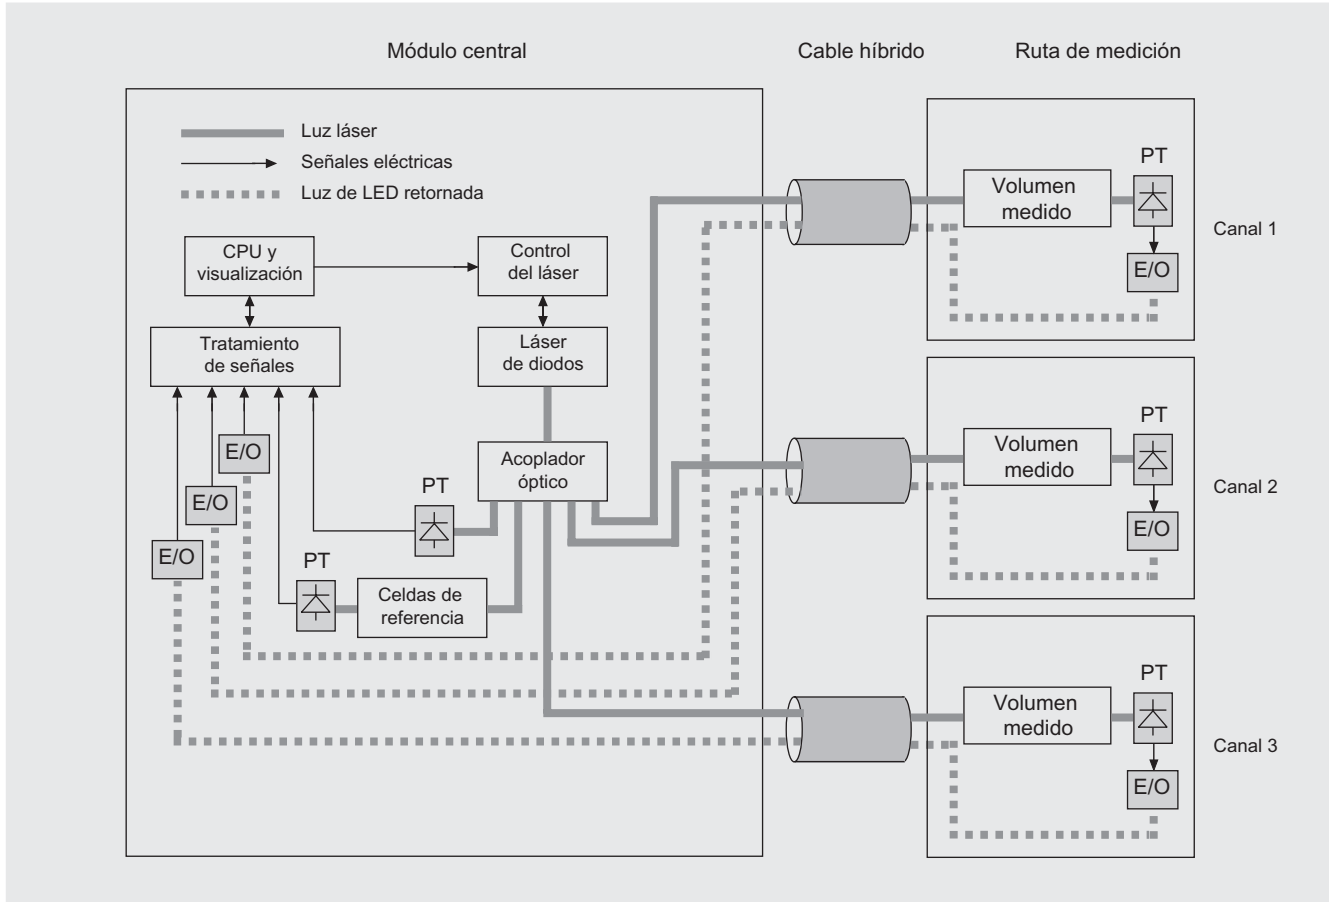 Módulo central
Cable híbrido
Ruta de medición
Luz láser
Señales eléctricas
Luz de LED retornada
CPU y
visualización
Control
del láser
Tratamiento
de señales
Láser
de diodos
E/O
E/O
E/O
Acoplador
óptico
PT
PT
Celdas de
referencia
Volumen
medido
PT
E/O
Canal 1
Volumen
medido
PT
E/O
Canal 2
Volumen
medido
PT
E/O
Canal 3